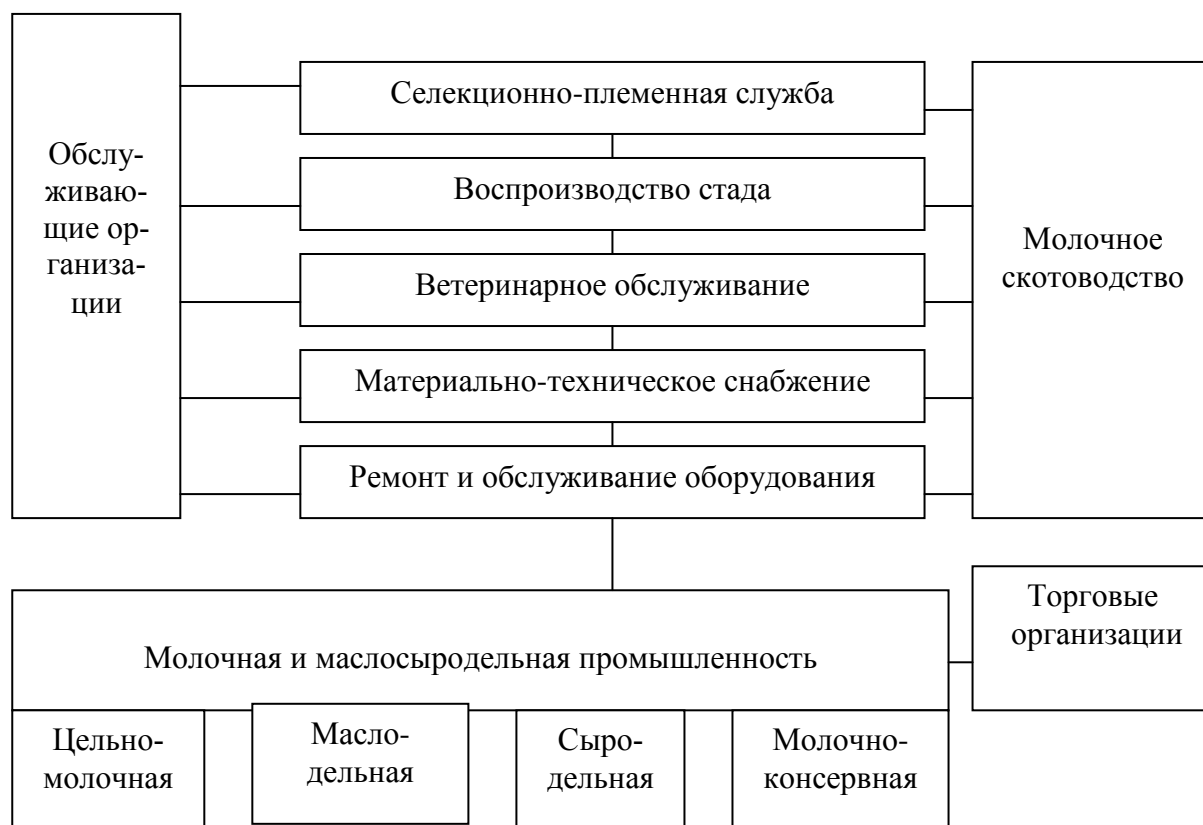 Селекционно-племенная служба
Обслу-
живаю-
щие ор-
ганиза-
ции
Воспроизводство стада
Ветеринарное обслуживание
Материально-техническое снабжение
Ремонт и обслуживание оборудования
Молочное
скотоводство
Молочная и маслосыродельная промышленность
Торговые
организации
Цельно-
молочная
Масло-
дельная
Сыро-
дельная
Молочно-
консервная